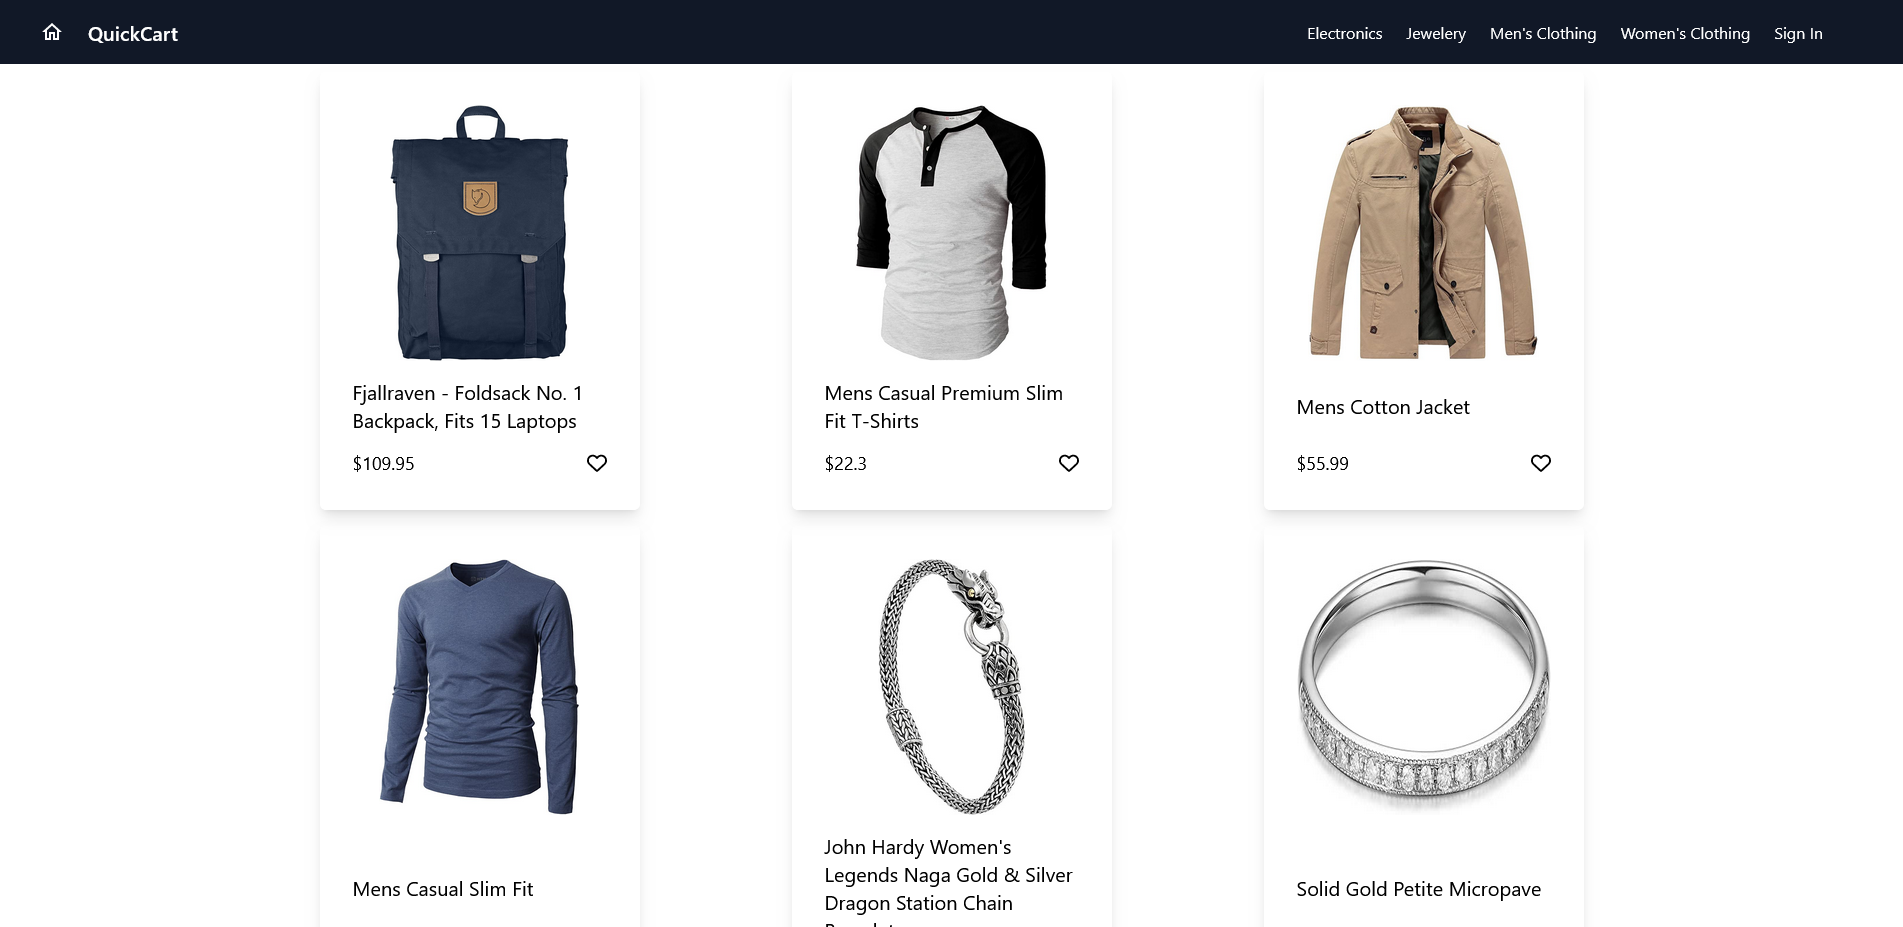 QuickCart
Electronics
Jewelery
Men's Clothing
Women's Clothing
Sign In
Fjallraven - Foldsack No. 1
Backpack, Fits 15 Laptops
$109.95
Mens Casual Premium Slim
Fit T-Shirts
$22.3
Mens Cotton Jacket
$55.99
Mens Casual Slim Fit
John Hardy Women's
Legends Naga Gold & Silver
Dragon Station Chain
Solid Gold Petite Micropave